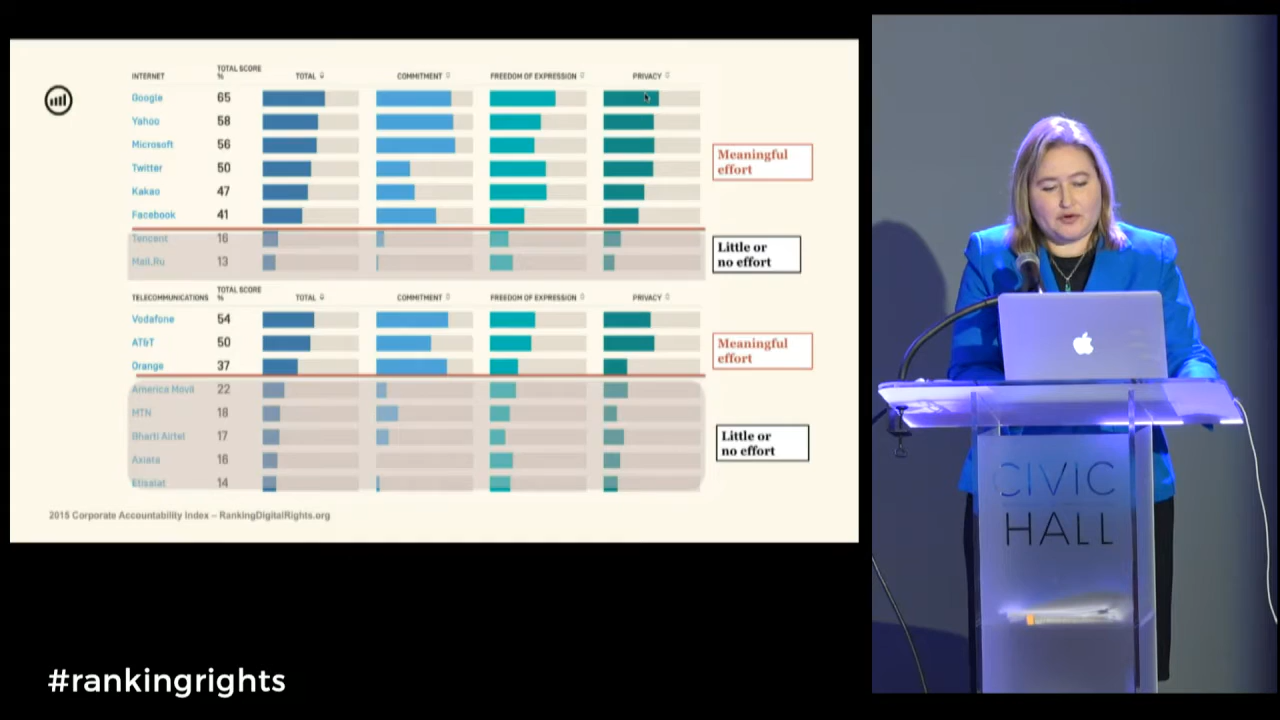 INTERNET TOTAL SCORE % TOTAL COMMITMENT FREEDOM OF EXPRESSION PRIVACY
Google 65
Yahoo 58
Microsoft 56
Twitter 50
Kakao 47
Facebook 41
Tencent 16
Mail.Ru 13
Meaningful
effort
Little or
no effort
TELECOMMUNICATIONS TOTAL SCORE % TOTAL COMMITMENT FREEDOM OF EXPRESSION PRIVACY
Vodafone 54
AT&T 50
Orange 37
America Movil 22
MTN 18
Bharti Airtel 17
Axiata 16
Etisalat 14
Meaningful
effort
Little or
no effort
2015 Corporate Accountability Index – RankingDigitalRights.org
CIVIC
HALL
#rankingrights